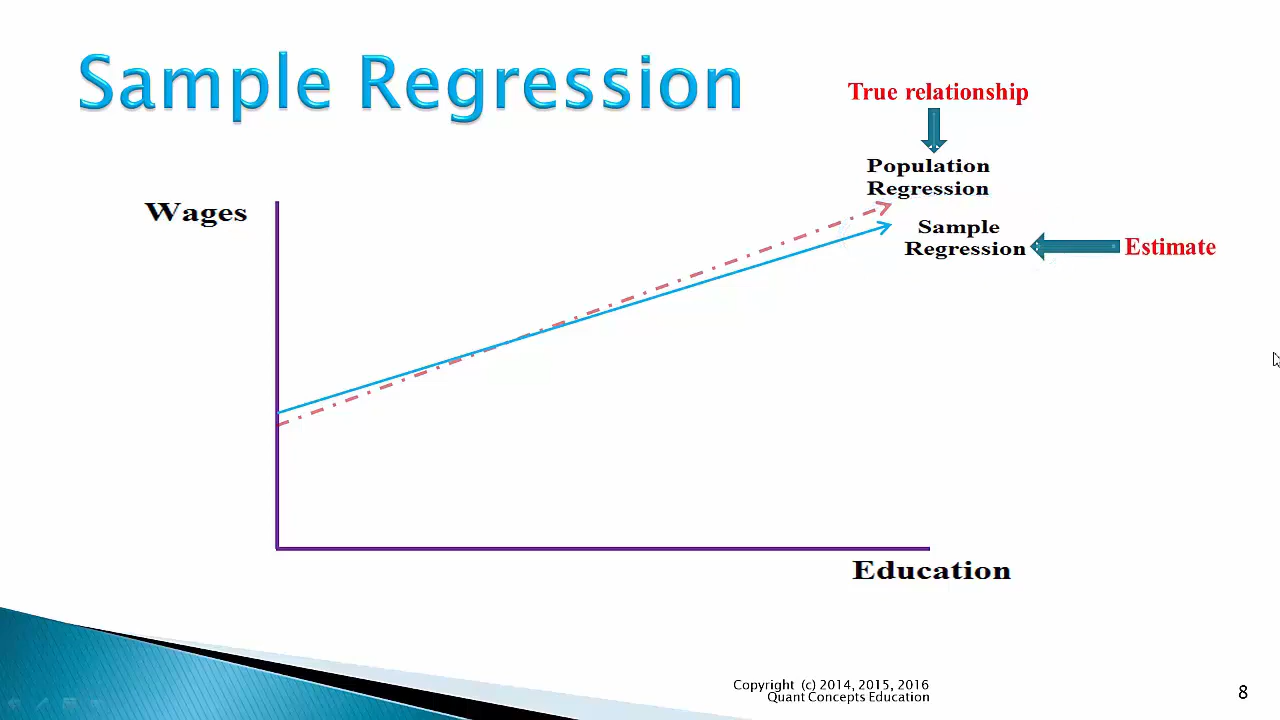 Sample Regression
True relationship
Population
Regression
Wages
Sample
Regression
Estimate
Education
Copyright (c) 2014, 2015, 2016
Quant Concepts Education
8